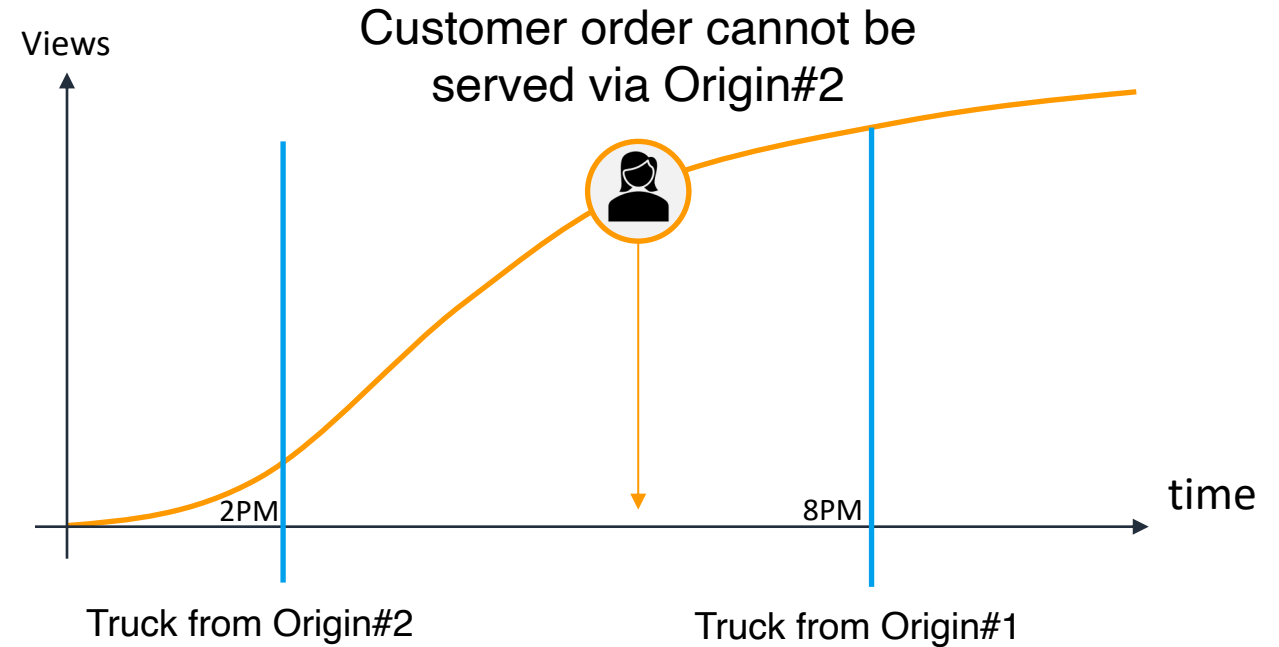 Customer order cannot be
served via Origin#2
Views
2PM
8PM
time
Truck from Origin#2
Truck from Origin#1